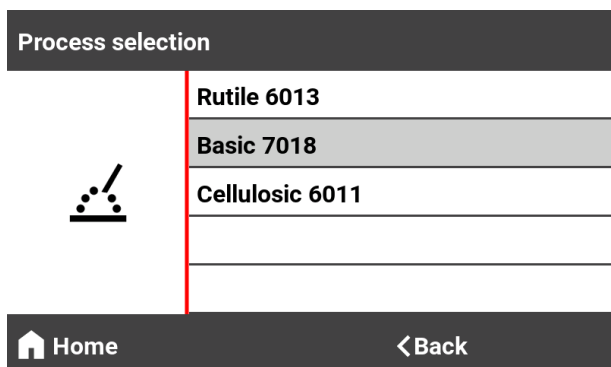 Process selection
Rutile 6013
Basic 7018
Cellulosic 6011
Home
Back